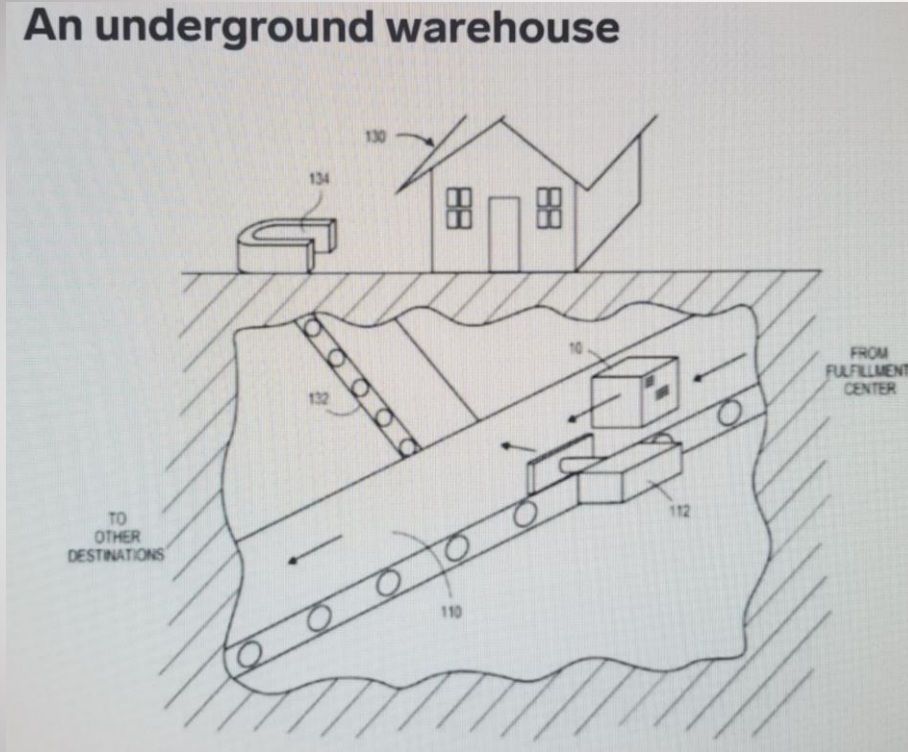 An underground warehouse
130
134
10
FROM
FULFILLMENT
CENTER
132
112
TO
OTHER
DESTINATIONS
110